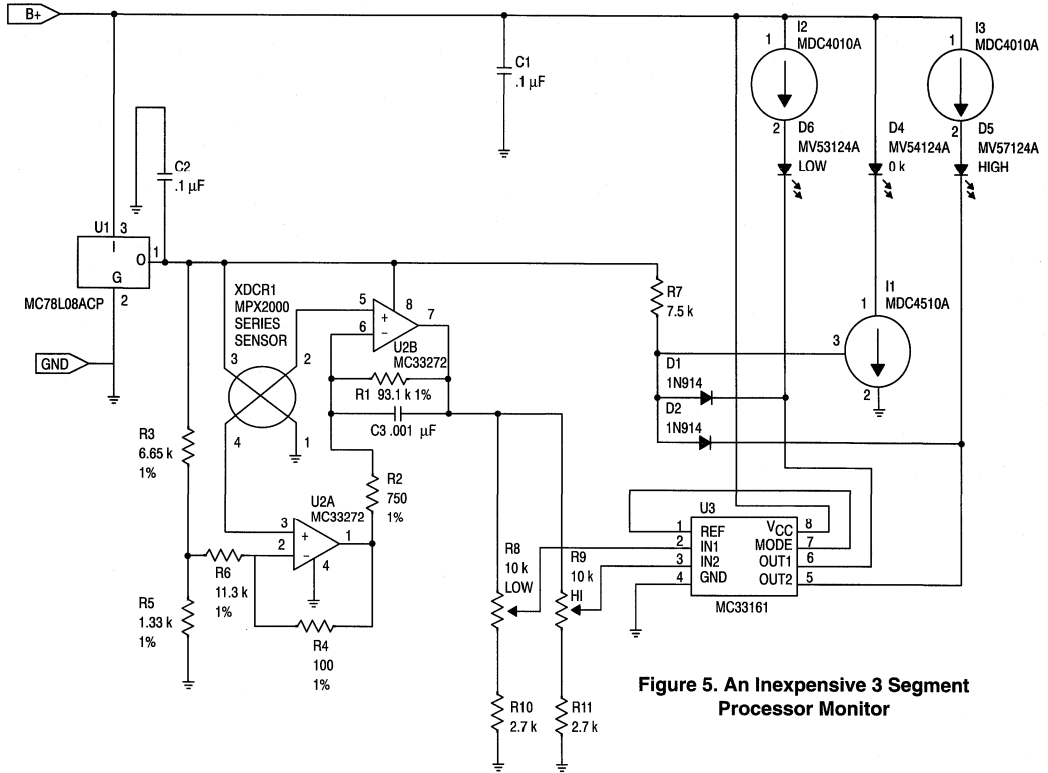 B+
C1
.1 µF
I2
MDC4010A
1
2
I3
MDC4010A
1
2
D6
MV53124A
LOW
D4
MV54124A
0 k
D5
MV57124A
HIGH
C2
.1 µF
U1
3
I
O
1
G
2
MC78L08ACP
GND
XDCR1
MPX2000
SERIES
SENSOR
3
2
4
1
5
6
+
−
8
7
U2B
MC33272
R1 93.1 k 1%
C3 .001 µF
R7
7.5 k
I1
MDC4510A
1
3
2
D1
1N914
D2
1N914
R3
6.65 k
1%
R2
750
1%
U2A
MC33272
3
2
+
−
1
4
R6
11.3 k
1%
R5
1.33 k
1%
R4
100
1%
R8
10 k
LOW
R9
10 k
HI
U3
1 REF VCC 8
2 IN1 MODE 7
3 IN2 OUT1 6
4 GND OUT2 5
MC33161
R10
2.7 k
R11
2.7 k
Figure 5. An Inexpensive 3 Segment
Processor Monitor